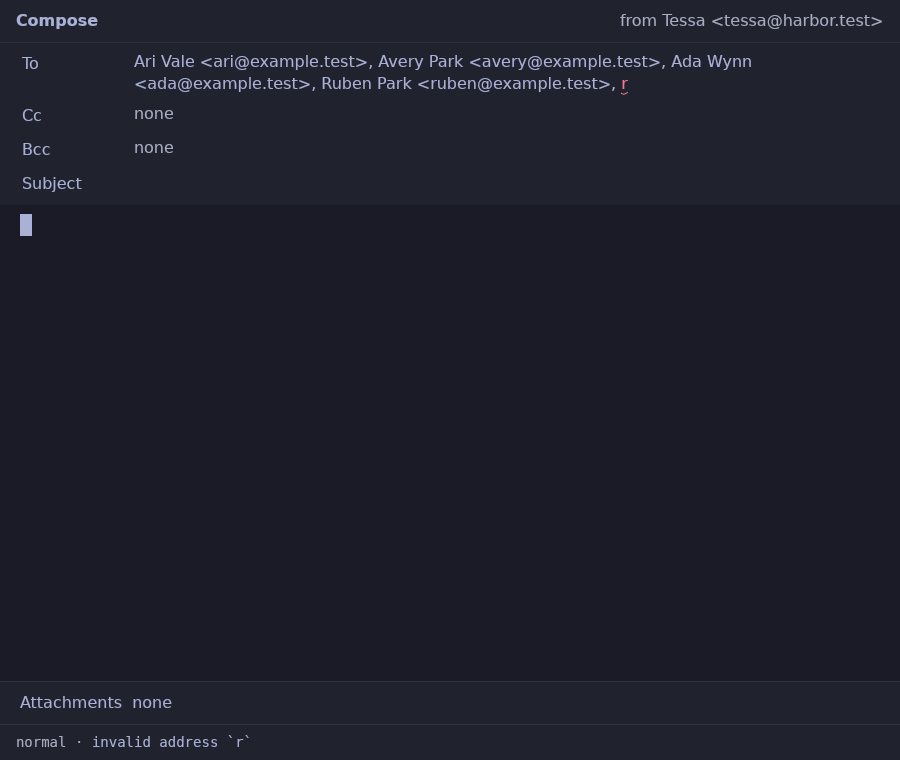 Compose from Tessa <tessa@harbor.test>
To Ari Vale <ari@example.test>, Avery Park <avery@example.test>, Ada Wynn
<ada@example.test>, Ruben Park <ruben@example.test>, r
Cc none
Bcc none
Subject
Attachments none
normal · invalid address `r`